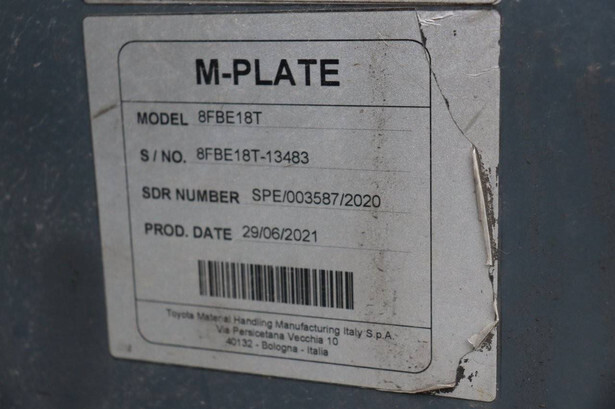 M-PLATE
MODEL 8FBE18T
S / NO. 8FBE18T-13483
SDR NUMBER SPE/003587/2020
PROD. DATE 29/06/2021
Toyota Material Handling Manufacturing Italy S.p.A.
Via Persicetana Vecchia 10
40132 - Bologna - Italia